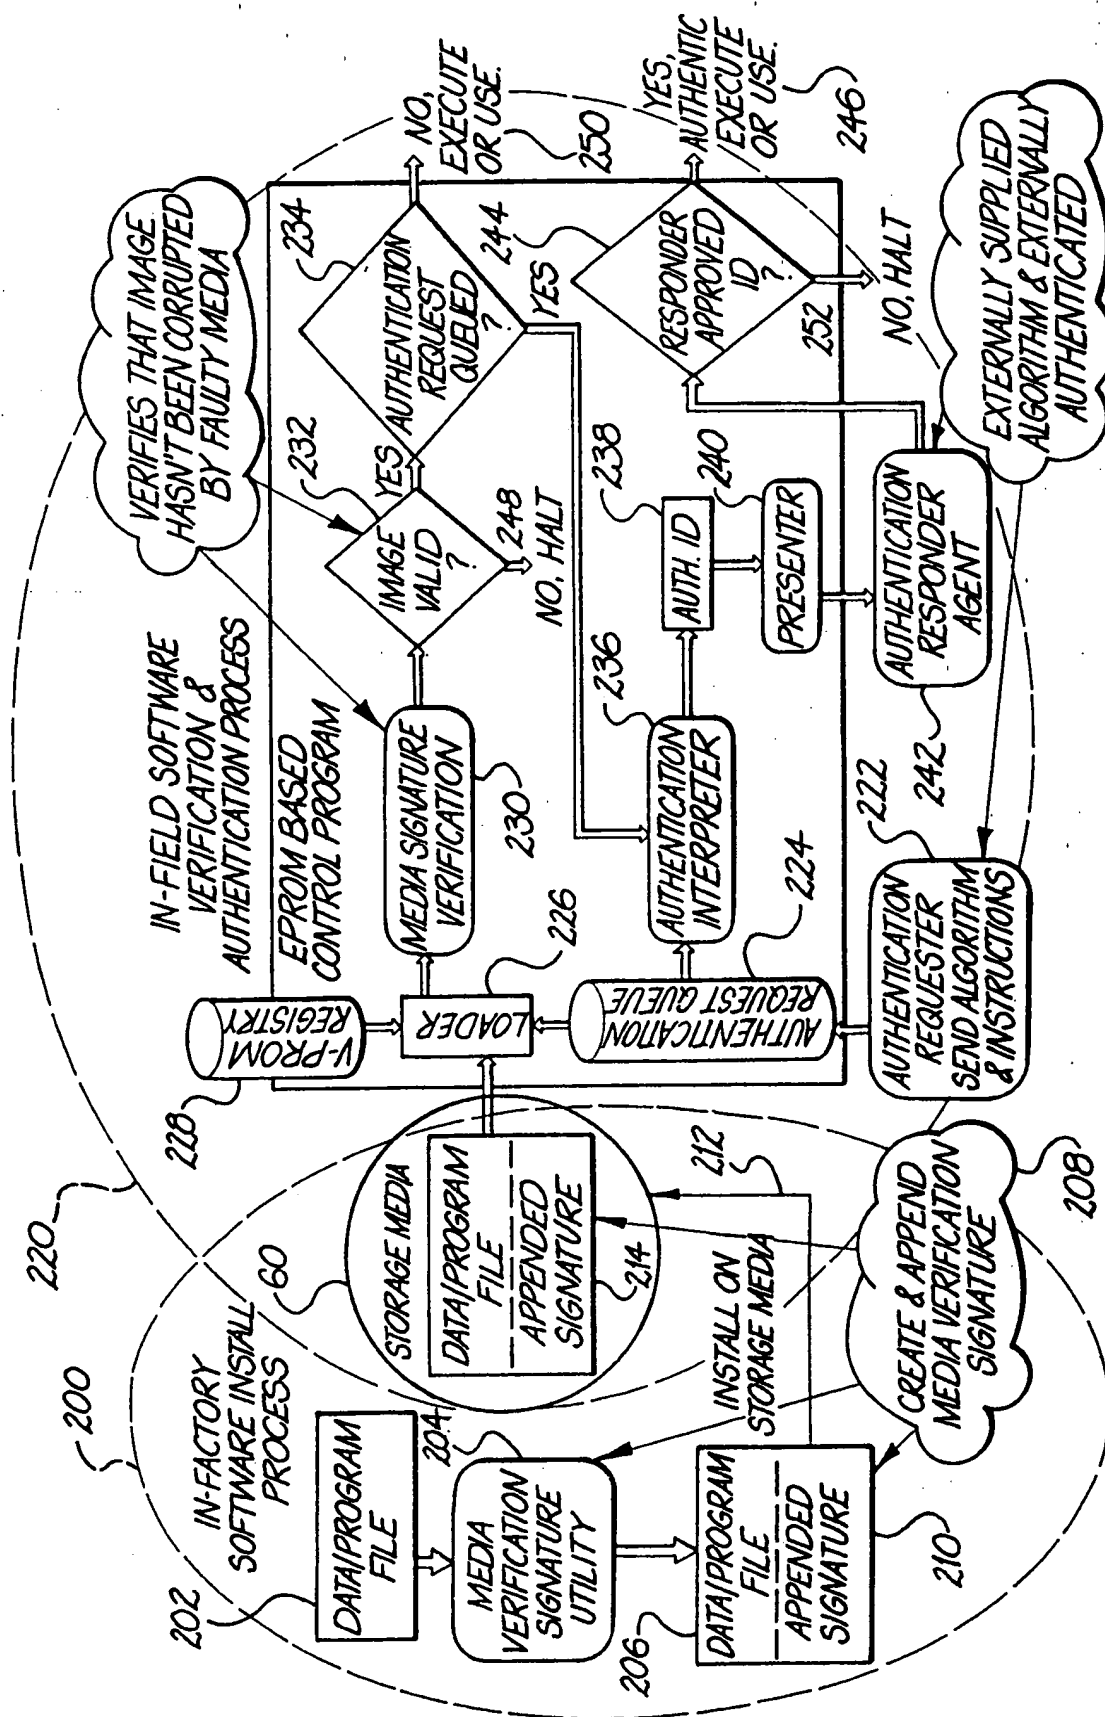 200
IN-FACTORY
SOFTWARE INSTALL
PROCESS
202
DATA/PROGRAM
FILE
204
MEDIA
VERIFICATION
SIGNATURE
UTILITY
206
DATA/PROGRAM
FILE
APPENDED
SIGNATURE
210
INSTALL ON
STORAGE MEDIA
212
CREATE & APPEND
MEDIA VERIFICATION
SIGNATURE
208
60
STORAGE MEDIA
DATA/PROGRAM
FILE
APPENDED
SIGNATURE
214
220
IN-FIELD SOFTWARE
VERIFICATION &
AUTHENTICATION PROCESS
228
V-PROM
REGISTRY
EPROM BASED
CONTROL PROGRAM
LOADER
226
AUTHENTICATION
REQUEST QUEUE
224
AUTHENTICATION
REQUESTER
SEND ALGORITHM
& INSTRUCTIONS
222
MEDIA SIGNATURE
VERIFICATION
230
VERIFIES THAT IMAGE
HASN'T BEEN CORRUPTED
BY FAULTY MEDIA
IMAGE
VALID
?
232
YES
248
NO, HALT
AUTHENTICATION
REQUEST
QUEUED
?
234
YES
NO,
EXECUTE
OR USE.
250
AUTHENTICATION
INTERPRETER
236
AUTH. ID
238
PRESENTER
240
AUTHENTICATION
RESPONDER
AGENT
242
RESPONDER
APPROVED
ID
?
244
YES,
AUTHENTIC
EXECUTE
OR USE.
246
252
NO, HALT
EXTERNALLY SUPPLIED
ALGORITHM & EXTERNALLY
AUTHENTICATED